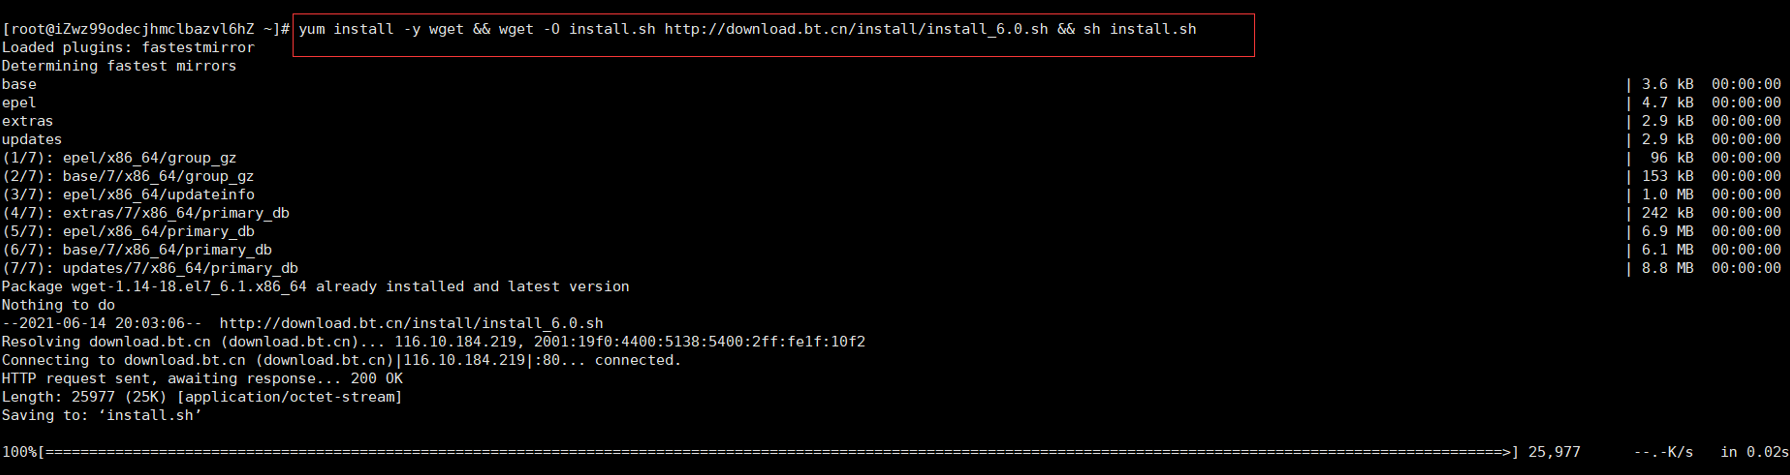 [root@iZwz99odecjhmclbazvl6hZ ~]# yum install -y wget && wget -O install.sh http://download.bt.cn/install/install_6.0.sh && sh install.sh
Loaded plugins: fastestmirror
Determining fastest mirrors
base | 3.6 kB 00:00:00
epel | 4.7 kB 00:00:00
extras | 2.9 kB 00:00:00
updates | 2.9 kB 00:00:00
(1/7): epel/x86_64/group_gz | 96 kB 00:00:00
(2/7): base/7/x86_64/group_gz | 153 kB 00:00:00
(3/7): epel/x86_64/updateinfo | 1.0 MB 00:00:00
(4/7): extras/7/x86_64/primary_db | 242 kB 00:00:00
(5/7): epel/x86_64/primary_db | 6.9 MB 00:00:00
(6/7): base/7/x86_64/primary_db | 6.1 MB 00:00:00
(7/7): updates/7/x86_64/primary_db | 8.8 MB 00:00:00
Package wget-1.14-18.el7_6.1.x86_64 already installed and latest version
Nothing to do
--2021-06-14 20:03:06--  http://download.bt.cn/install/install_6.0.sh
Resolving download.bt.cn (download.bt.cn)... 116.10.184.219, 2001:19f0:4400:5138:5400:2ff:fe1f:10f2
Connecting to download.bt.cn (download.bt.cn)|116.10.184.219|:80... connected.
HTTP request sent, awaiting response... 200 OK
Length: 25977 (25K) [application/octet-stream]
Saving to: ‘install.sh’
100%[======================================================================>] 25,977 --.-K/s in 0.02s